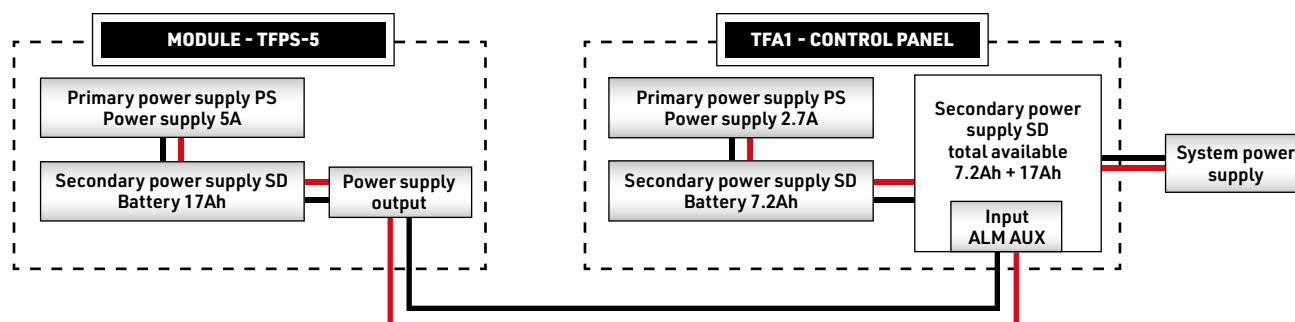 MODULE - TFPS-5
Primary power supply PS
Power supply 5A
Secondary power supply SD
Battery 17Ah
Power supply
output
TFA1 - CONTROL PANEL
Primary power supply PS
Power supply 2.7A
Secondary power supply SD
Battery 7.2Ah
Secondary power
supply SD
total available
7.2Ah + 17Ah
Input
ALM AUX
System power
supply